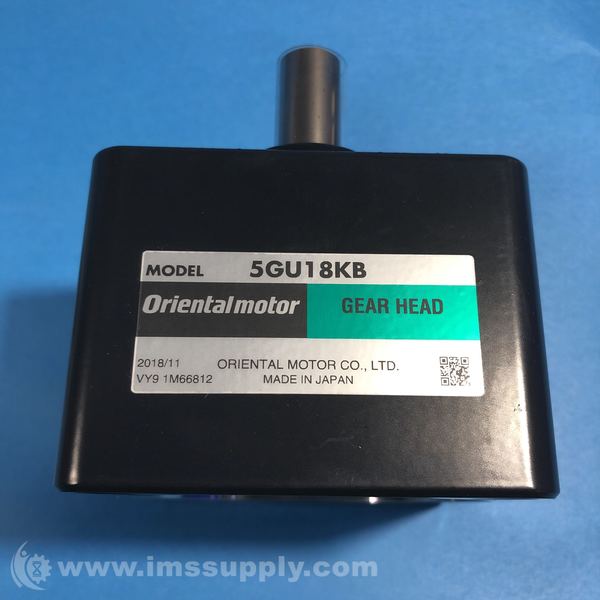 MODEL 5GU18KB
Orientalmotor GEAR HEAD
2018/11 ORIENTAL MOTOR CO., LTD.
VY9 1M66812 MADE IN JAPAN
www.imssupply.com